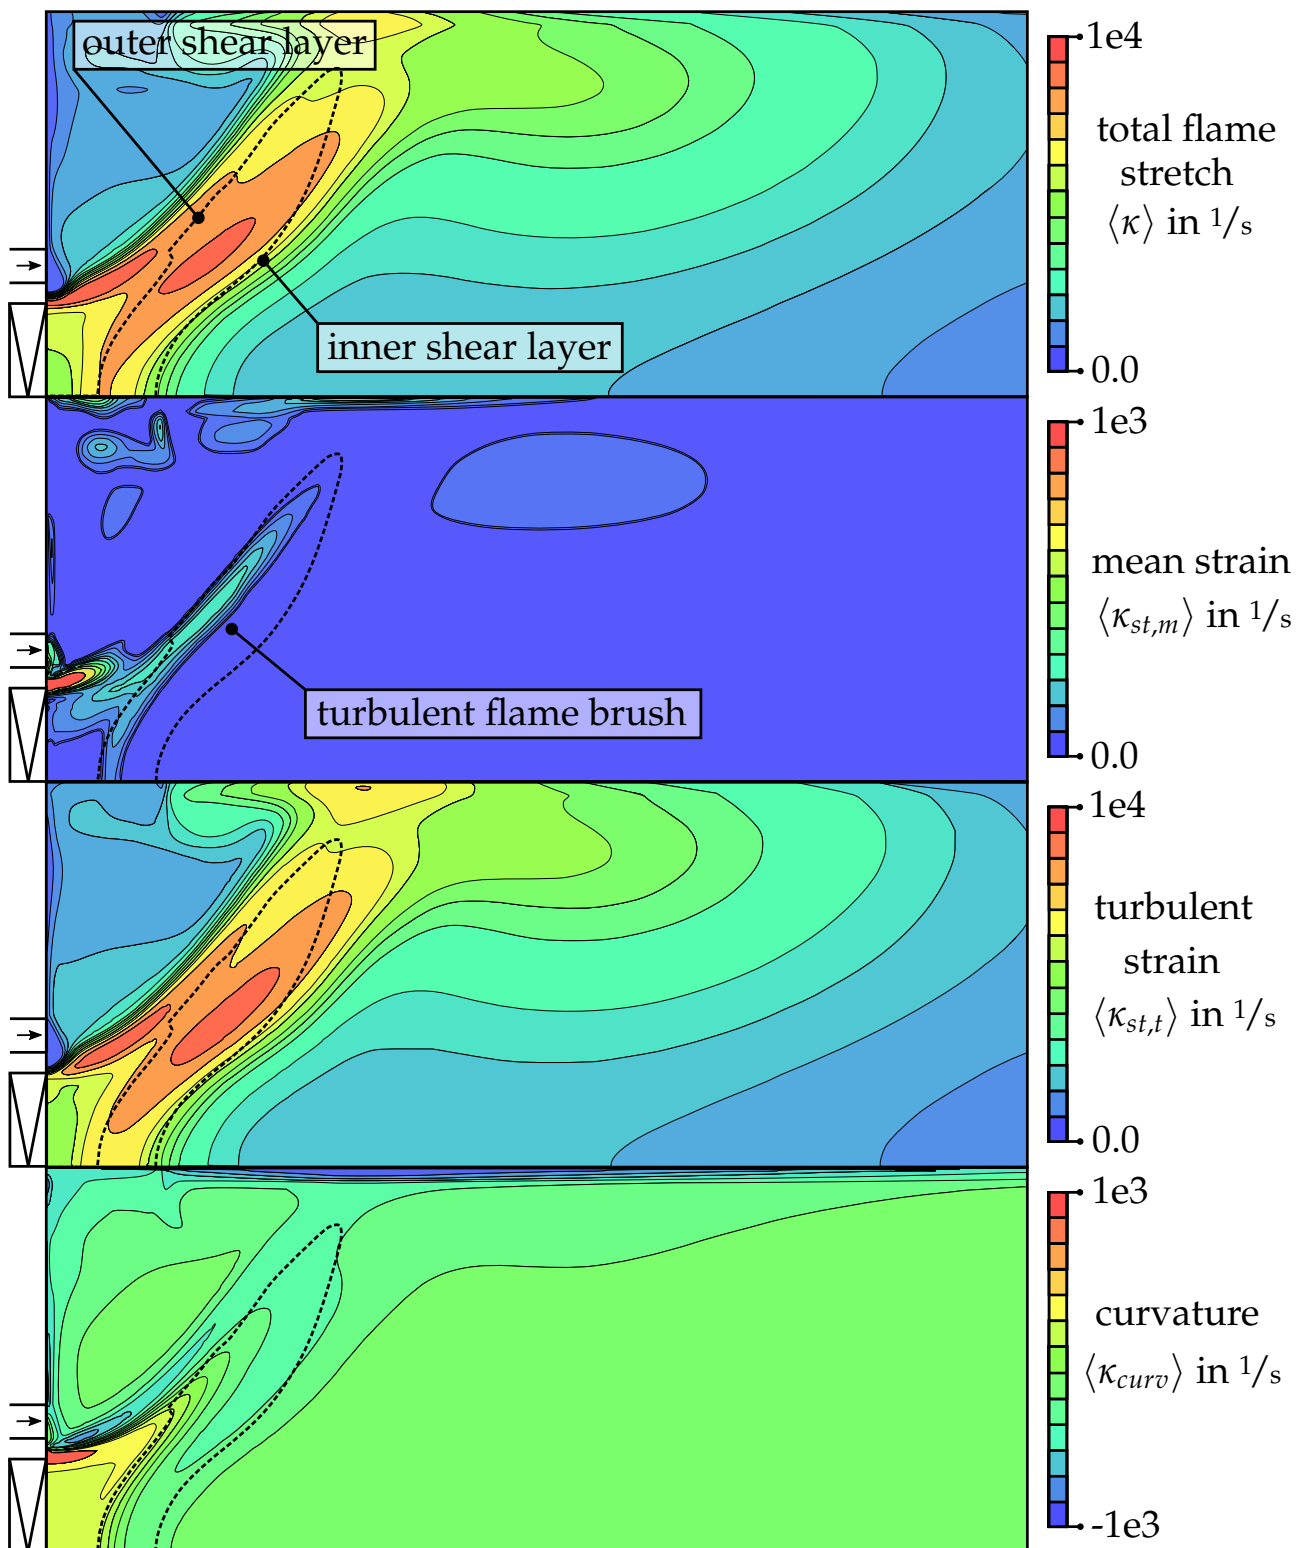 outer shear layer
inner shear layer
1e4
total flame
stretch
⟨κ⟩ in 1/s
0.0
turbulent flame brush
1e3
mean strain
⟨κst,m⟩ in 1/s
0.0
1e4
turbulent
strain
⟨κst,t⟩ in 1/s
0.0
1e3
curvature
⟨κcurv⟩ in 1/s
-1e3